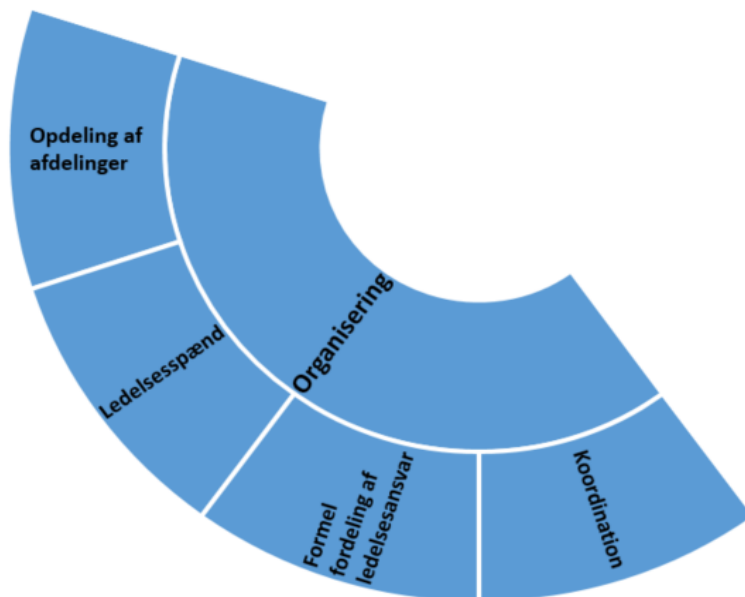 Opdeling af
afdelinger
Organisering
Ledelsesspænd
Formel
fordeling af
ledelsesansvar
Koordination